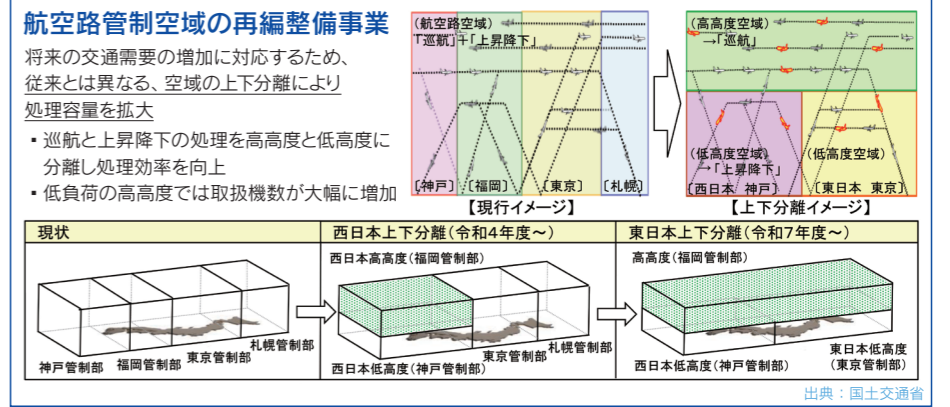 航空路管制空域の再編整備事業
将来の交通需要の増加に対応するため、
従来とは異なる、空域の上下分離により
処理容量を拡大
▪巡航と上昇降下の処理を高高度と低高度に
分離し処理効率を向上
▪低負荷の高高度では取扱機数が大幅に増加
(航空路空域)
「巡航」+「上昇降下」
[神戸]
[福岡]
[東京]
[札幌]
【現行イメージ】
(高高度空域)
→「巡航」
(低高度空域)
→「上昇降下」
[西日本 神戸]
(低高度空域)
[東日本 東京]
【上下分離イメージ】
現状
神戸管制部
福岡管制部
東京管制部
札幌管制部
西日本上下分離(令和4年度~)
西日本高高度(福岡管制部)
西日本低高度(神戸管制部)
東京管制部
札幌管制部
東日本上下分離(令和7年度~)
高高度(福岡管制部)
西日本低高度(神戸管制部)
東日本低高度
(東京管制部)
出典:国土交通省